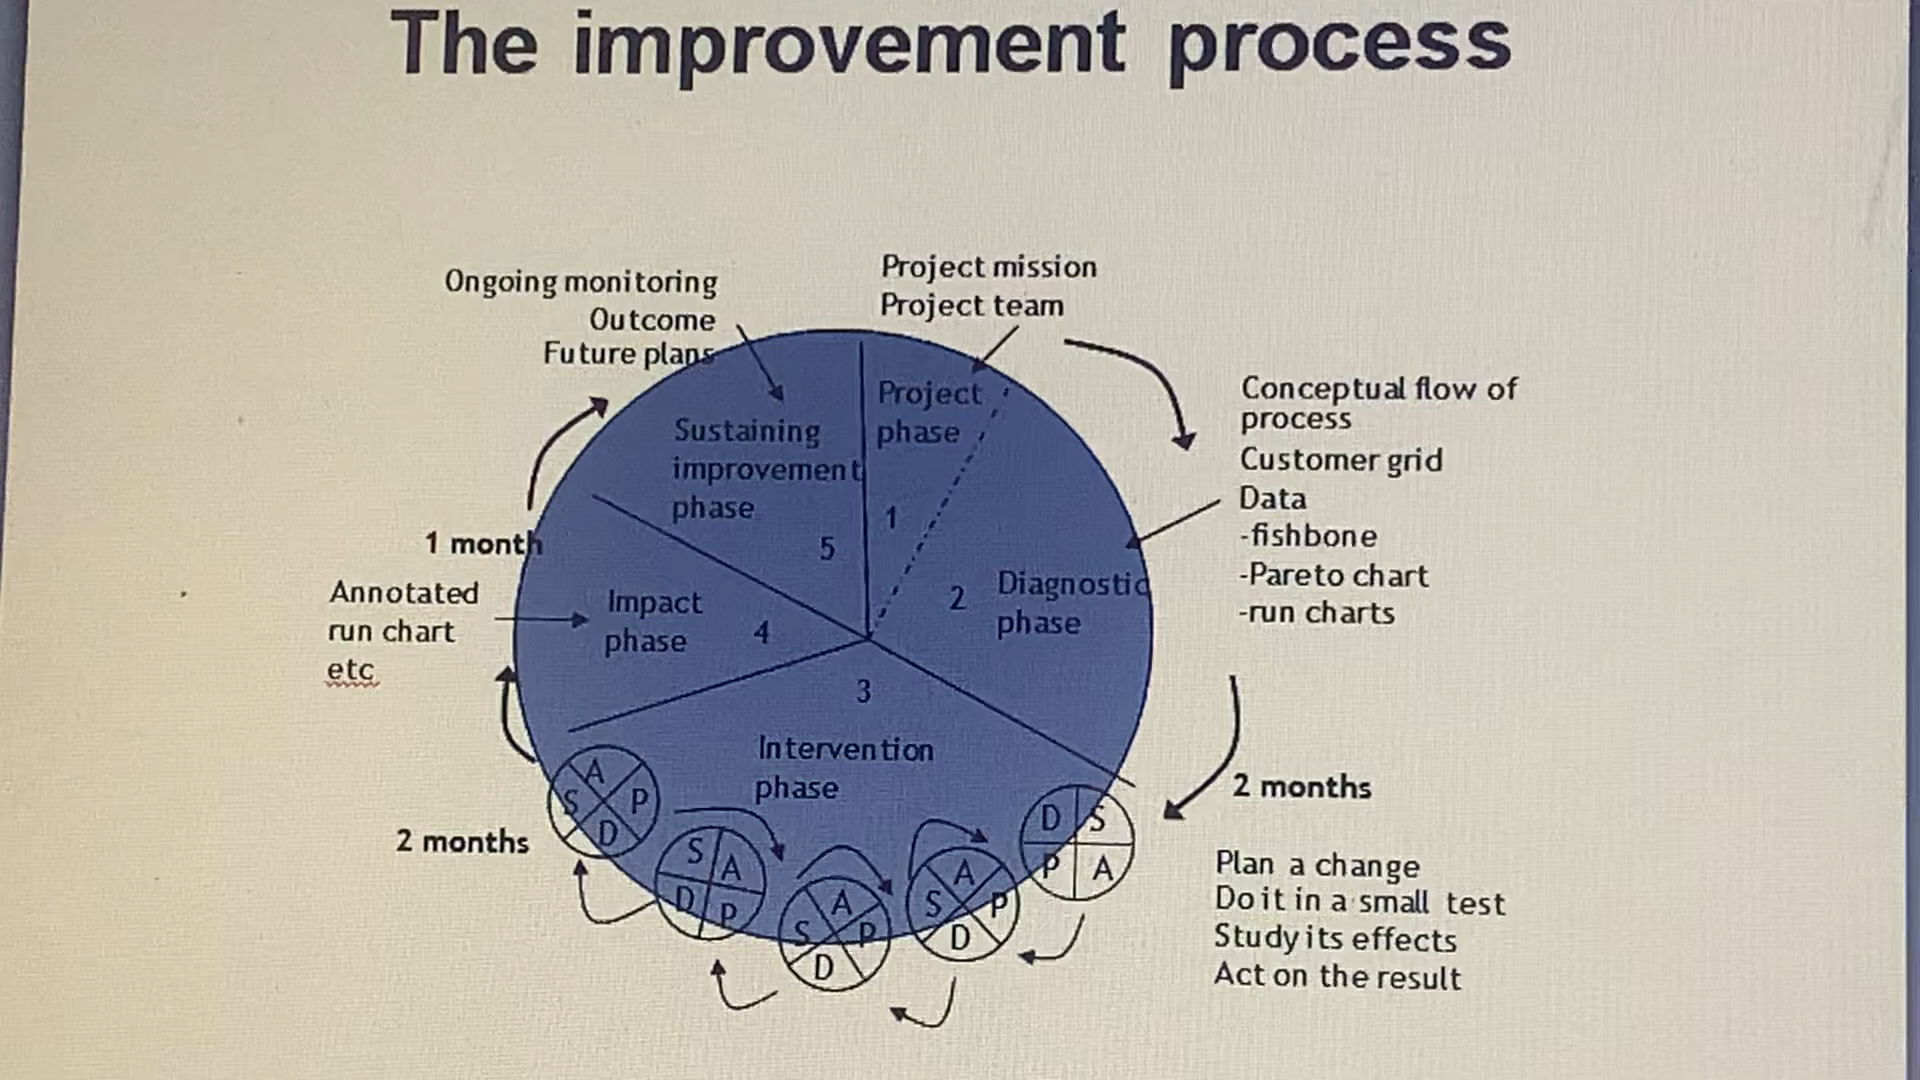 The improvement process
Project mission
Project team
Ongoing monitoring
Outcome
Future plans
Project
phase
1
Conceptual flow of
process
Customer grid
Data
-fishbone
-Pareto chart
-run charts
2
Diagnostic
phase
2 months
Plan a change
Do it in a small test
Study its effects
Act on the result
3
Intervention
phase
D S
P A
A
S P
D
A
S P
D
S A
D P
A
S P
D
2 months
Impact
phase
4
Annotated
run chart
etc
1 month
Sustaining
improvement
phase
5